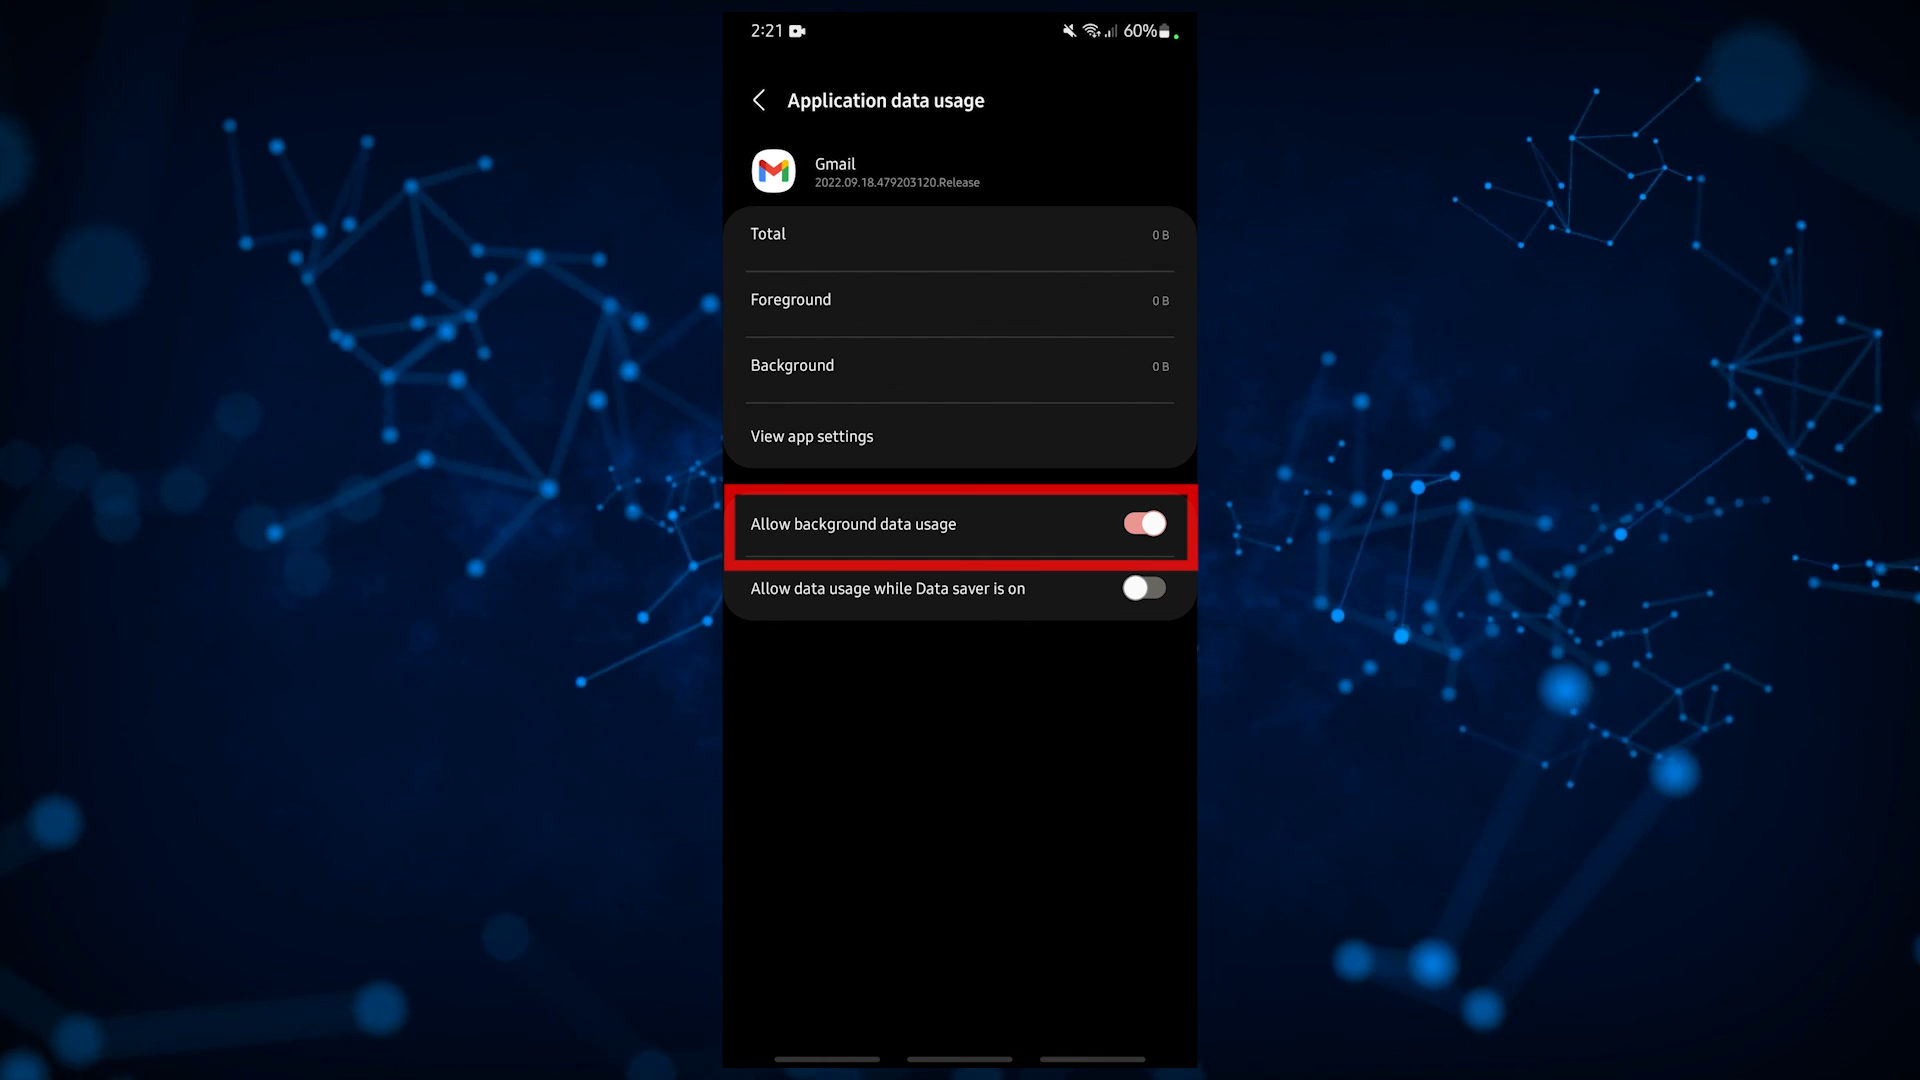 2:21 60%
Application data usage
Gmail
2022.09.18.479203120.Release
Total 0 B
Foreground 0 B
Background 0 B
View app settings
Allow background data usage
Allow data usage while Data saver is on